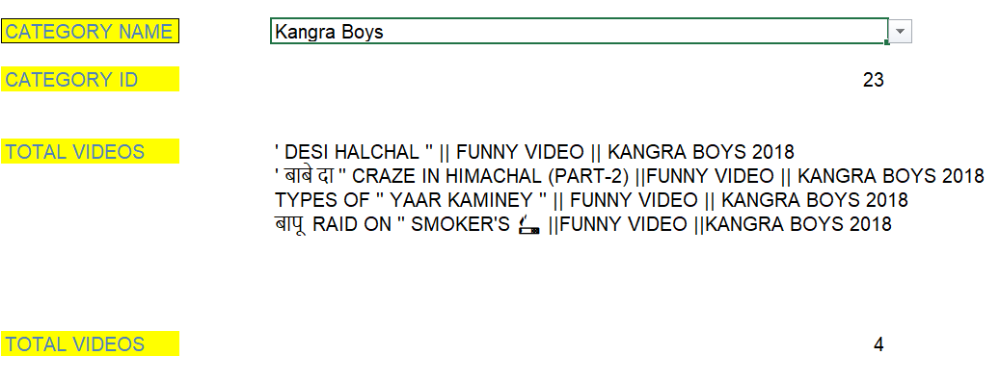 CATEGORY NAME Kangra Boys
CATEGORY ID 23
TOTAL VIDEOS ' DESI HALCHAL " || FUNNY VIDEO || KANGRA BOYS 2018
' बाबे दा " CRAZE IN HIMACHAL (PART-2) ||FUNNY VIDEO || KANGRA BOYS 2018
TYPES OF " YAAR KAMINEY " || FUNNY VIDEO || KANGRA BOYS 2018
बापू RAID ON " SMOKER'S 🚬 ||FUNNY VIDEO ||KANGRA BOYS 2018
TOTAL VIDEOS 4